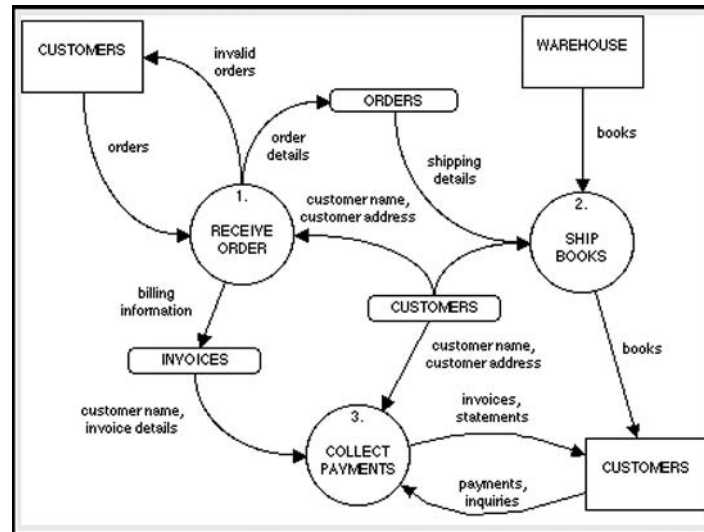 CUSTOMERS
invalid
orders
WAREHOUSE
ORDERS
orders
order
details
books
shipping
details
1.
RECEIVE
ORDER
customer name,
customer address
2.
SHIP
BOOKS
billing
information
CUSTOMERS
INVOICES
customer name,
customer address
books
customer name,
invoice details
3.
COLLECT
PAYMENTS
invoices,
statements
CUSTOMERS
payments,
inquiries